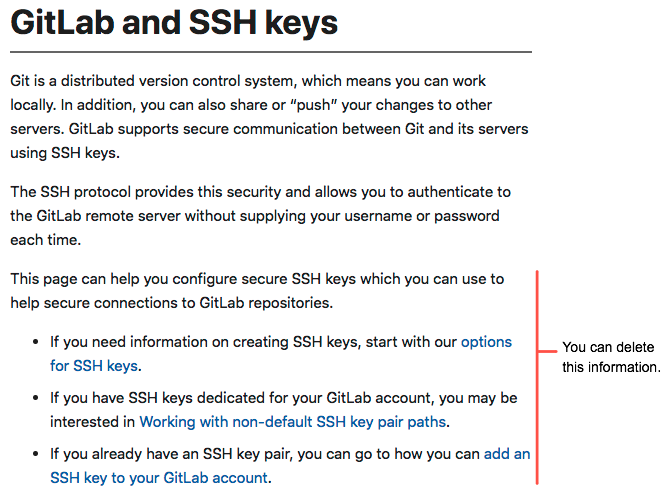 GitLab and SSH keys
Git is a distributed version control system, which means you can work
locally. In addition, you can also share or “push” your changes to other
servers. GitLab supports secure communication between Git and its servers
using SSH keys.
The SSH protocol provides this security and allows you to authenticate to
the GitLab remote server without supplying your username or password
each time.
This page can help you configure secure SSH keys which you can use to
help secure connections to GitLab repositories.
• If you need information on creating SSH keys, start with our options
for SSH keys.
• If you have SSH keys dedicated for your GitLab account, you may be
interested in Working with non-default SSH key pair paths.
• If you already have an SSH key pair, you can go to how you can add an
SSH key to your GitLab account.
You can delete
this information.